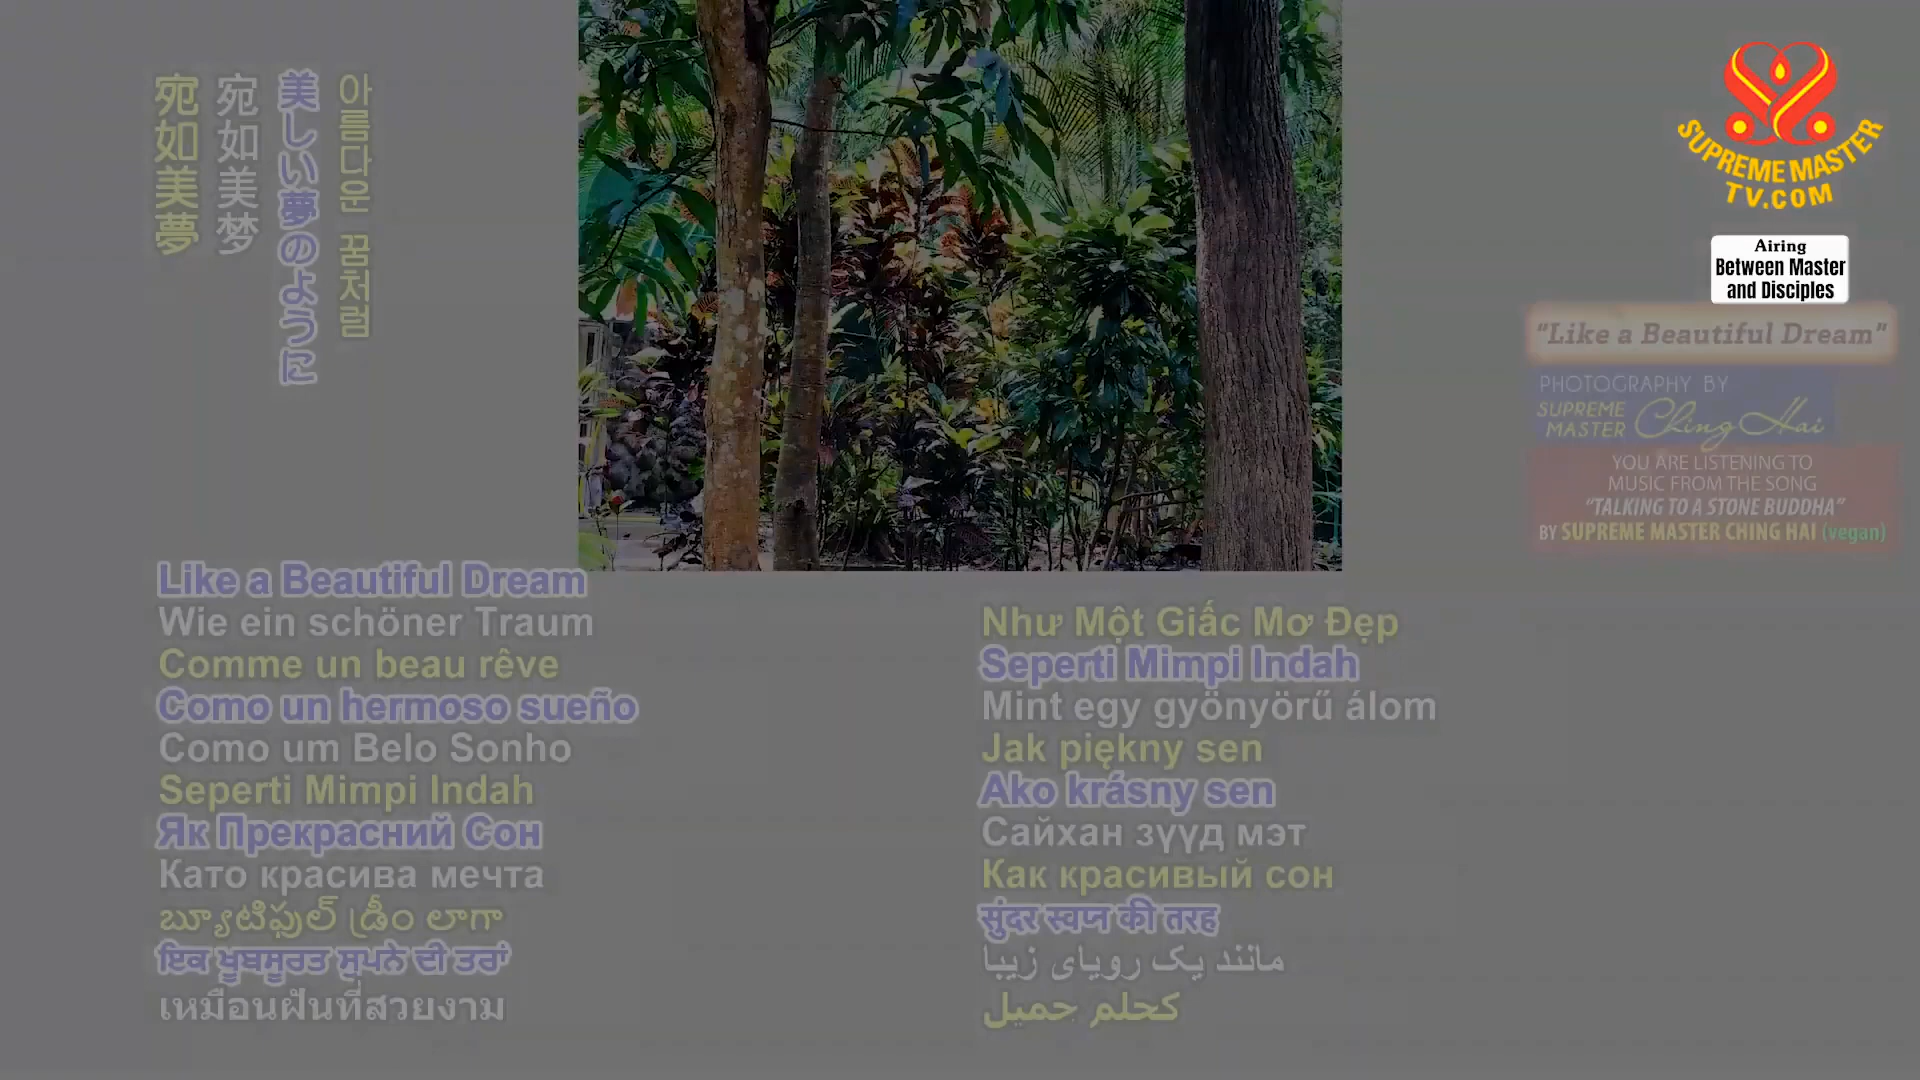 宛如美夢
宛如美梦
美しい夢のように
아름다운 꿈처럼
SUPREME MASTER
TV.COM
Airing
Between Master
and Disciples
“Like a Beautiful Dream”
PHOTOGRAPHY BY
SUPREME
MASTER Ching Hai
YOU ARE LISTENING TO
MUSIC FROM THE SONG
“TALKING TO A STONE BUDDHA”
BY SUPREME MASTER CHING HAI (vegan)
Like a Beautiful Dream
Wie ein schöner Traum
Comme un beau rêve
Como un hermoso sueño
Como um Belo Sonho
Seperti Mimpi Indah
Як Прекрасний Сон
Като красива мечта
బ్యూటిఫుల్ డ్రీం లాగా
ਇਕ ਖੂਬਸੂਰਤ ਸੁਪਨੇ ਦੀ ਤਰਾਂ
เหมือนฝันที่สวยงาม
Như Một Giấc Mơ Đẹp
Seperti Mimpi Indah
Mint egy gyönyörű álom
Jak piękny sen
Ako krásny sen
Сайхан зүүд мэт
Как красивый сон
सुंदर स्वप्न की तरह
مانند یک رویای زیبا
كحلم جميل